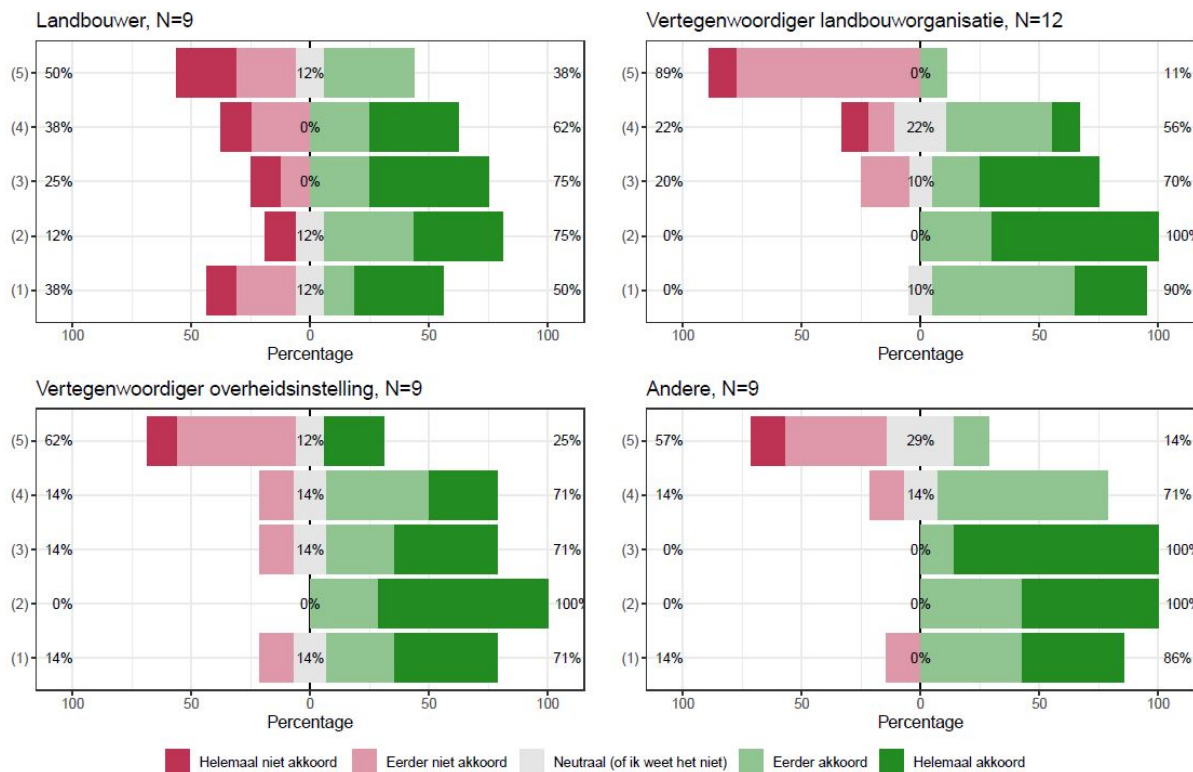 Landbouwer, N=9
(5) 50% 12% 38%
(4) 38% 0% 62%
(3) 25% 0% 75%
(2) 12% 12% 75%
(1) 38% 12% 50%
100 50 0 50 100
Percentage
Vertegenwoordiger landbouworganisatie, N=12
(5) 89% 0% 11%
(4) 22% 22% 56%
(3) 20% 10% 70%
(2) 0% 0% 100%
(1) 0% 10% 90%
100 50 0 50 100
Percentage
Vertegenwoordiger overheidsinstelling, N=9
(5) 62% 12% 25%
(4) 14% 14% 71%
(3) 14% 14% 71%
(2) 0% 0% 100%
(1) 14% 14% 71%
100 50 0 50 100
Percentage
Andere, N=9
(5) 57% 29% 14%
(4) 14% 14% 71%
(3) 0% 0% 100%
(2) 0% 0% 100%
(1) 14% 0% 86%
100 50 0 50 100
Percentage
Helemaal niet akkoord Eerder niet akkoord Neutraal (of ik weet het niet) Eerder akkoord Helemaal akkoord